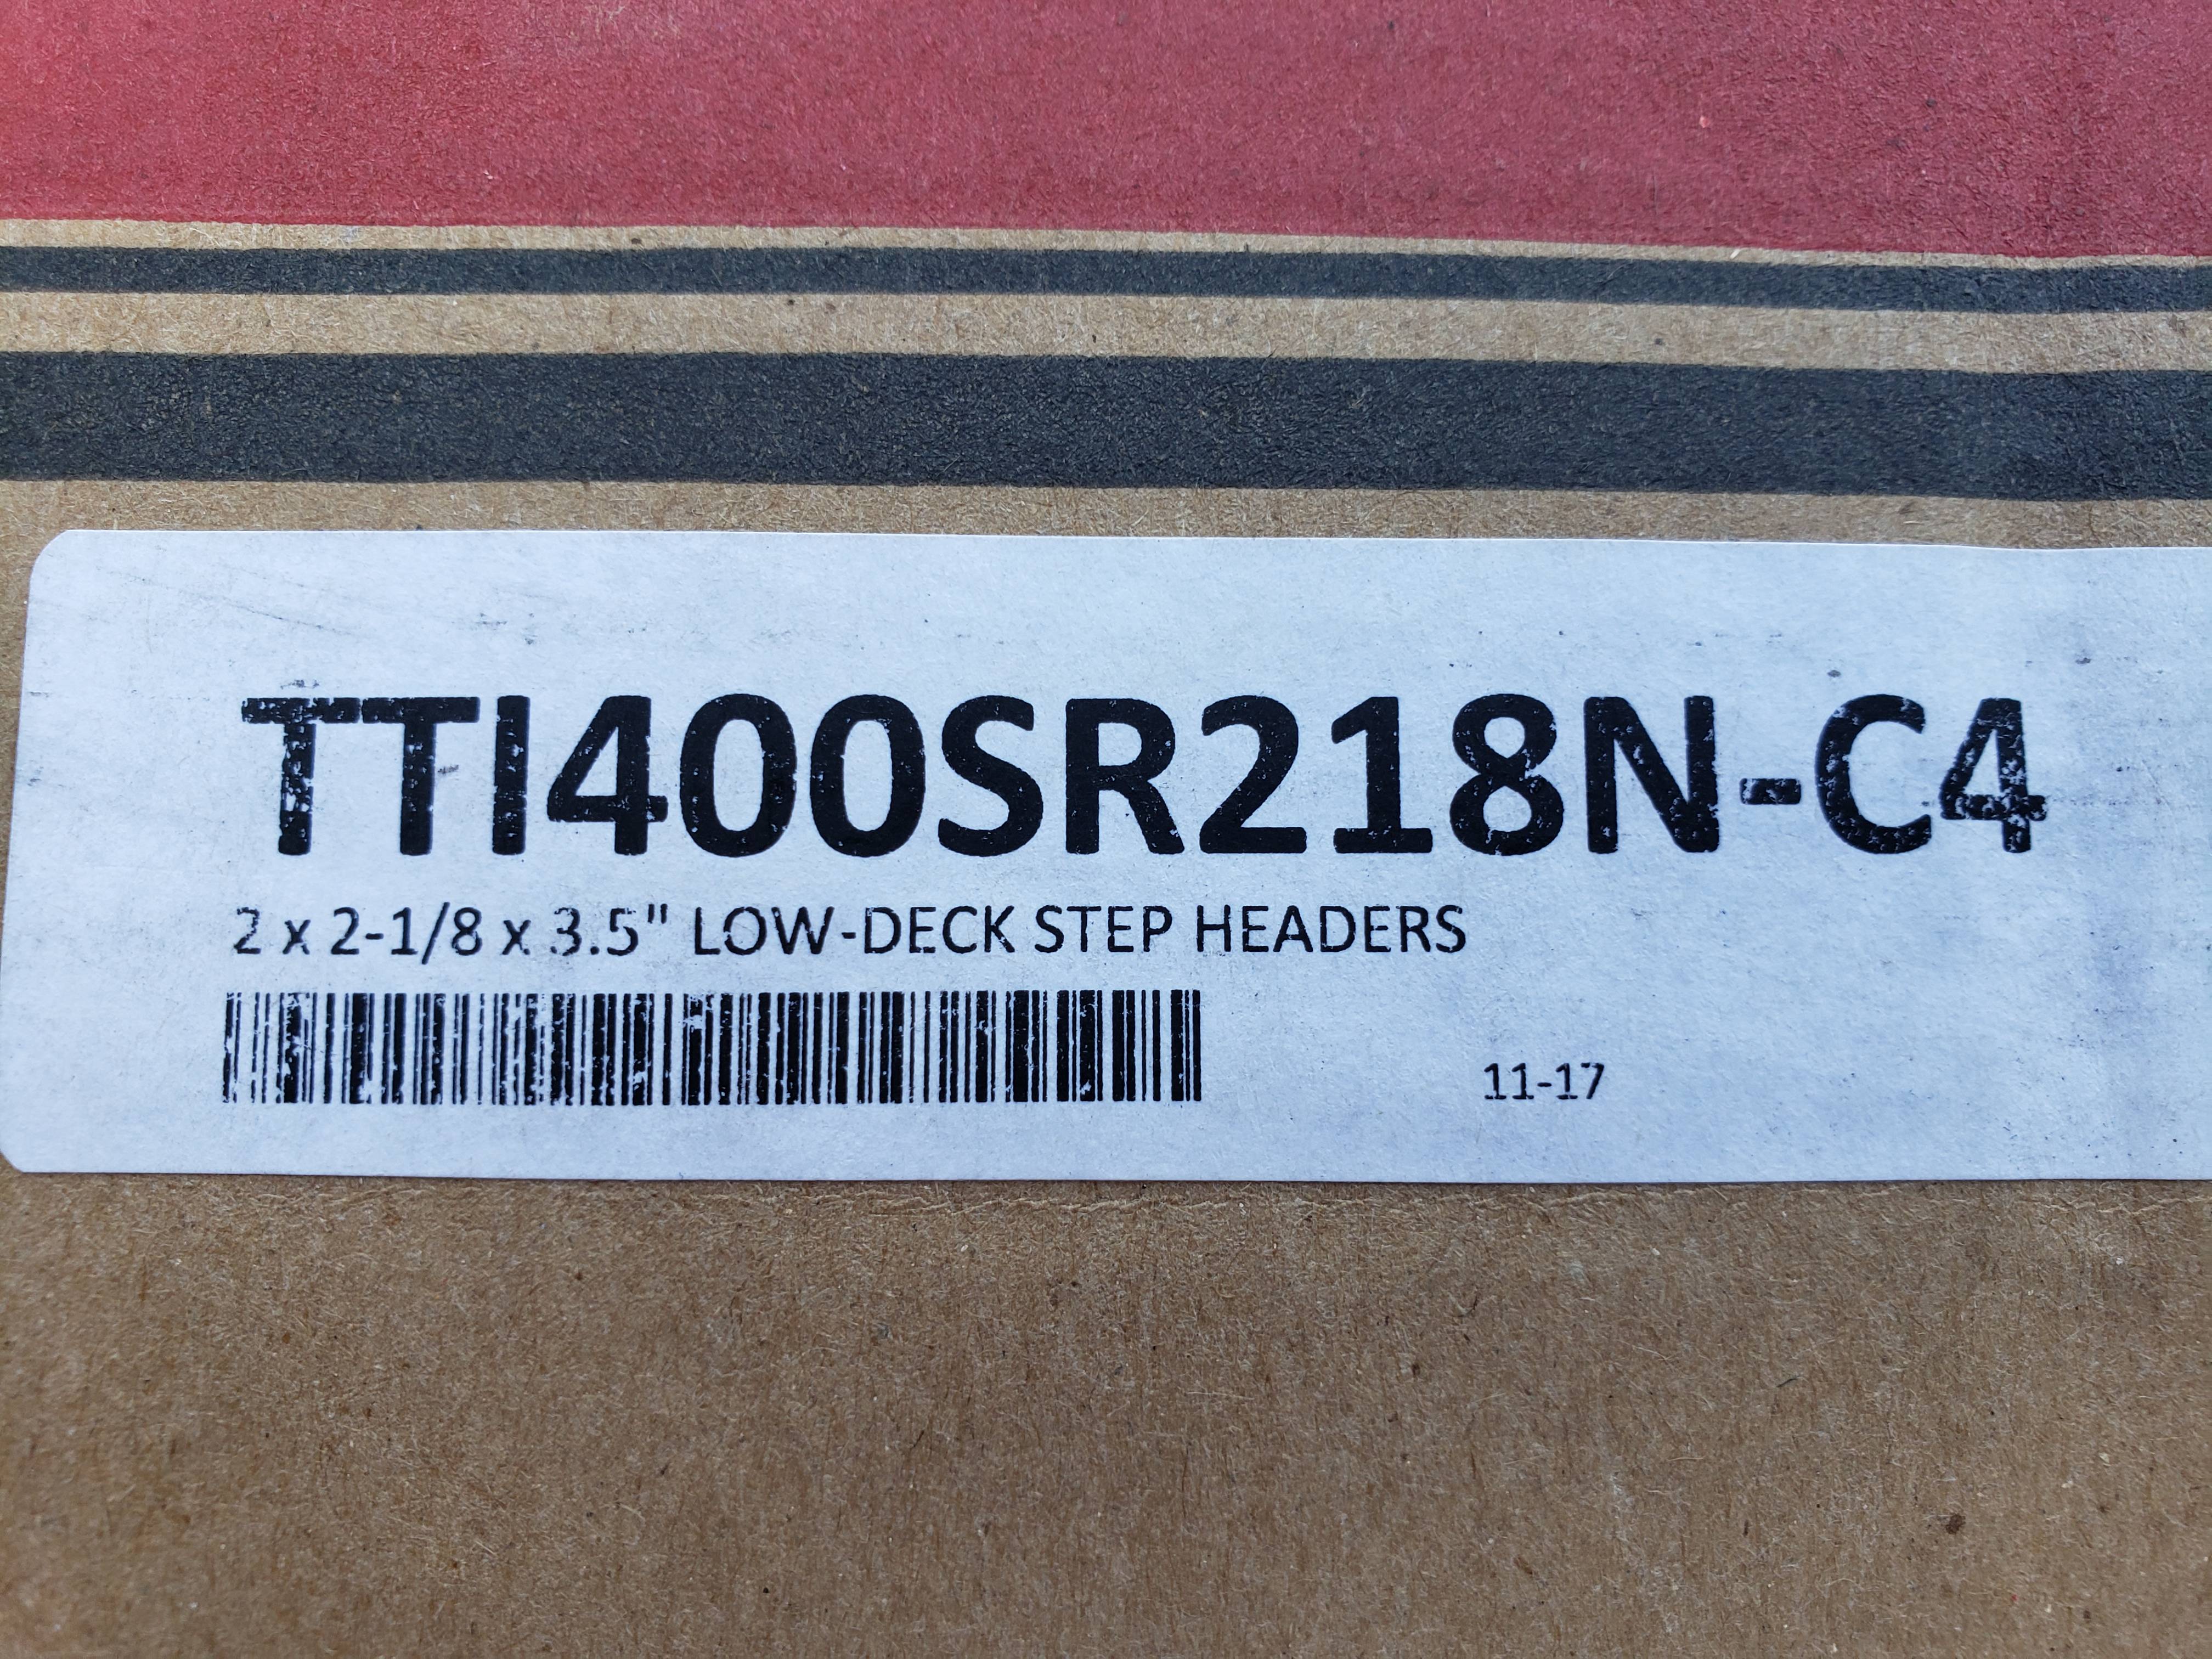 TTI400SR218N-C4
2 x 2-1/8 x 3.5" LOW-DECK STEP HEADERS
11-17